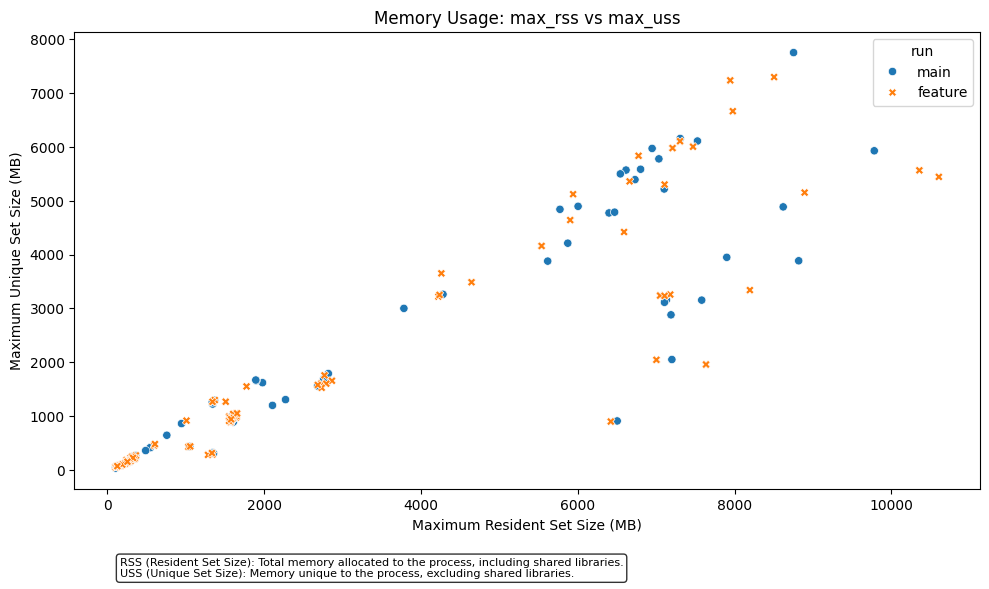 Memory Usage: max_rss vs max_uss
run
main
feature
Maximum Unique Set Size (MB)
8000
7000
6000
5000
4000
3000
2000
1000
0
0 2000 4000 6000 8000 10000
Maximum Resident Set Size (MB)
RSS (Resident Set Size): Total memory allocated to the process, including shared libraries.
USS (Unique Set Size): Memory unique to the process, excluding shared libraries.